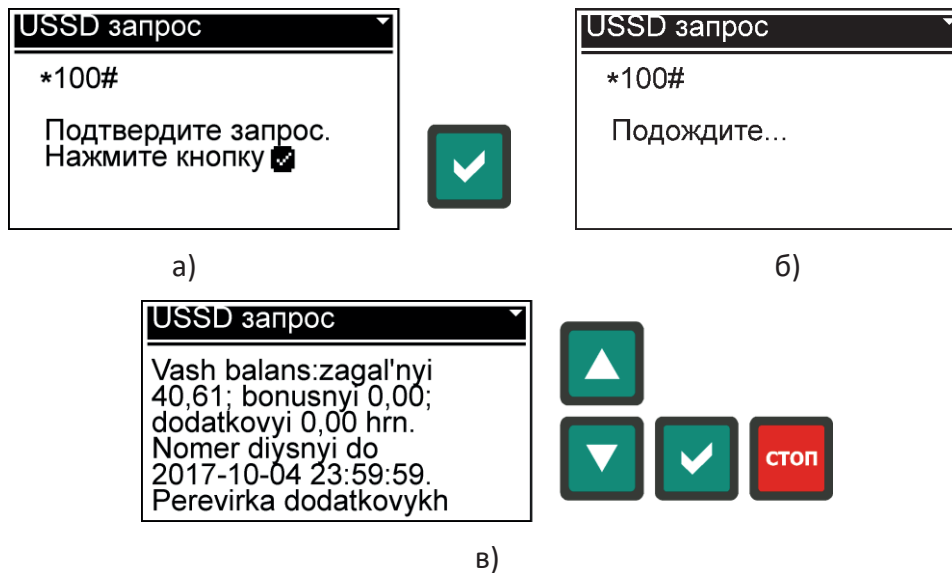 USSD запрос
*100#
Подтвердите запрос.
Нажмите кнопку
а)
USSD запрос
*100#
Подождите...
б)
USSD запрос
Vash balans:zagal'nyi
40,61; bonusnyi 0,00;
dodatkovyi 0,00 hrn.
Nomer diysnyi do
2017-10-04 23:59:59.
Perevirka dodatkovykh
стоп
в)